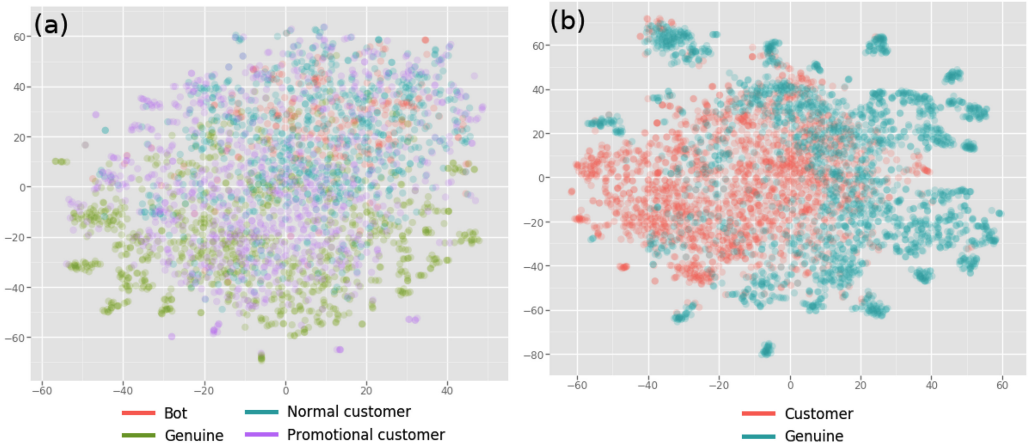 (a)
60
40
20
0
−20
−40
−60
−60 −40 −20 0 20 40
Bot Normal customer
Genuine Promotional customer
(b)
60
40
20
0
−20
−40
−60
−80
−60 −40 −20 0 20 40 60
Customer
Genuine